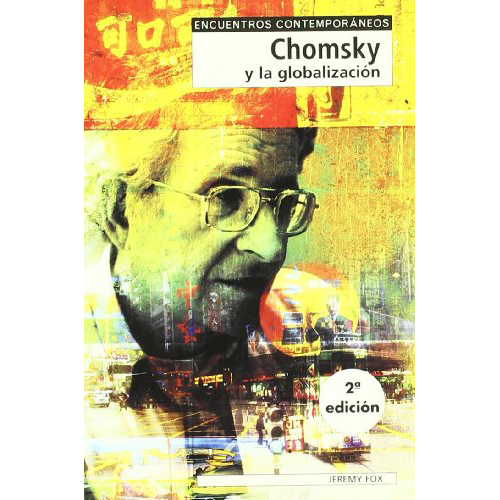 ENCUENTROS CONTEMPORÁNEOS
Chomsky
y la globalización
2ª
edición
JEREMY FOX